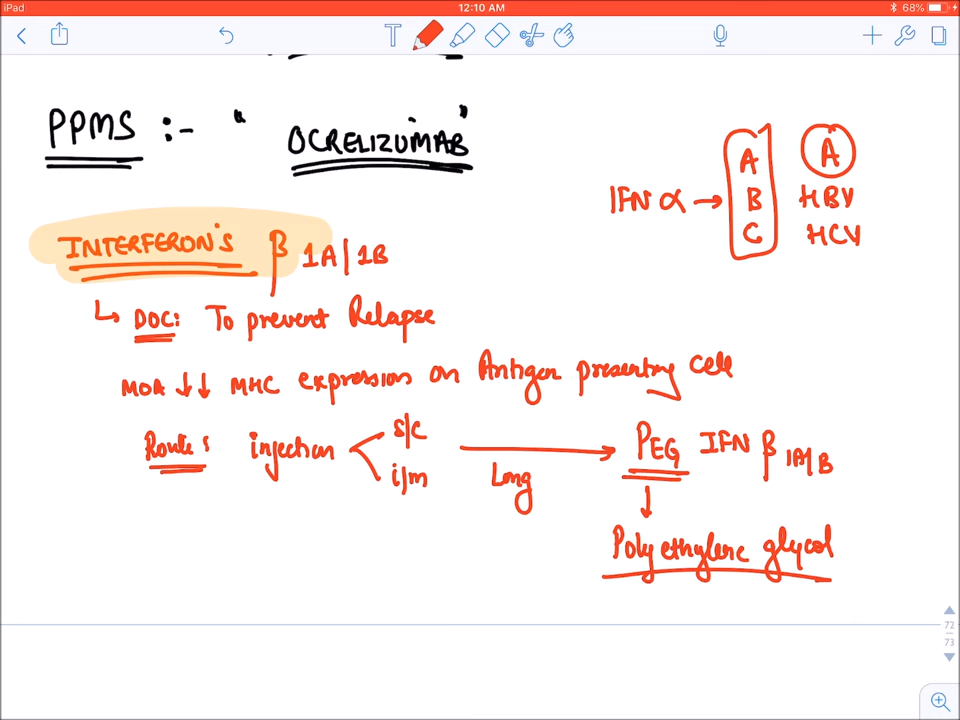 iPad 12:10 AM 68%
T
PPMS :- " OCRELIZUMAB"
IFN α → A A
B HBV
C HCV
INTERFERON'S β 1A/1B
↳ DOC: To prevent Relapse
MOA ↓↓ MHC expression on Antigen presenting cell
Route: injection s/c
i/m
Long → PEG IFN β 1A/B
↓
Polyethylene glycol
72
73